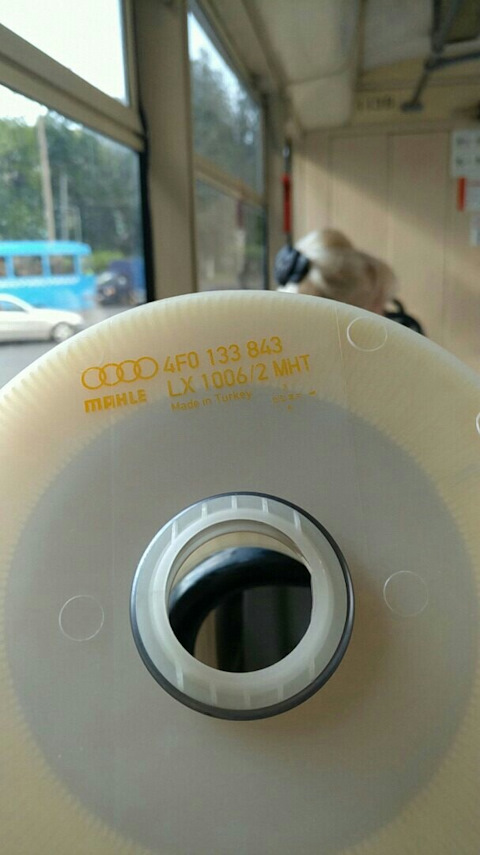 4F0 133 843
LX 1006/2 MHT
MAHLE
Made in Turkey